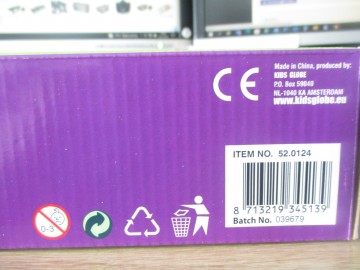 Made in China, produced by:
KIDS GLOBE
P.O. Box 59040
NL-1040 KA AMSTERDAM
www.kidsglobe.eu
CE
ITEM NO. 52.0124
8 713219 345139
Batch No. 039679
0-3